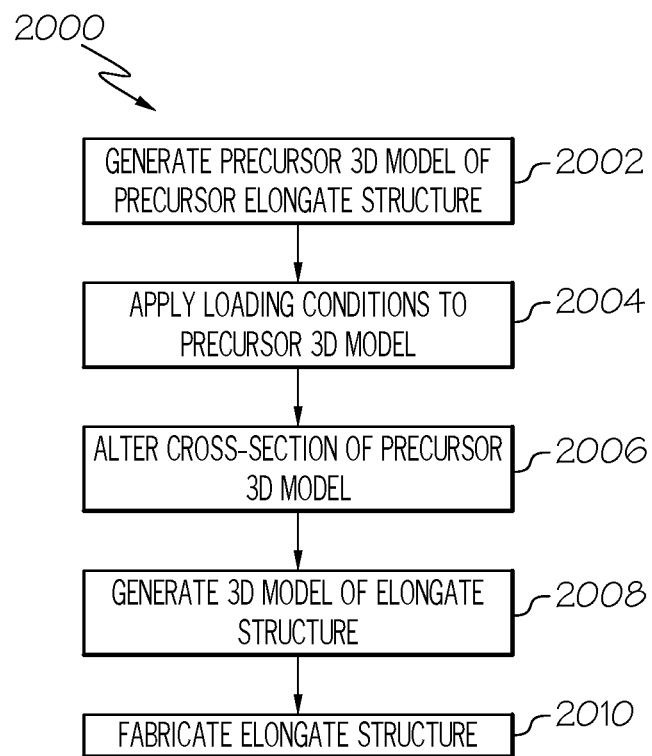 2000
GENERATE PRECURSOR 3D MODEL OF
PRECURSOR ELONGATE STRUCTURE
2002
APPLY LOADING CONDITIONS TO
PRECURSOR 3D MODEL
2004
ALTER CROSS-SECTION OF PRECURSOR
3D MODEL
2006
GENERATE 3D MODEL OF ELONGATE
STRUCTURE
2008
FABRICATE ELONGATE STRUCTURE
2010